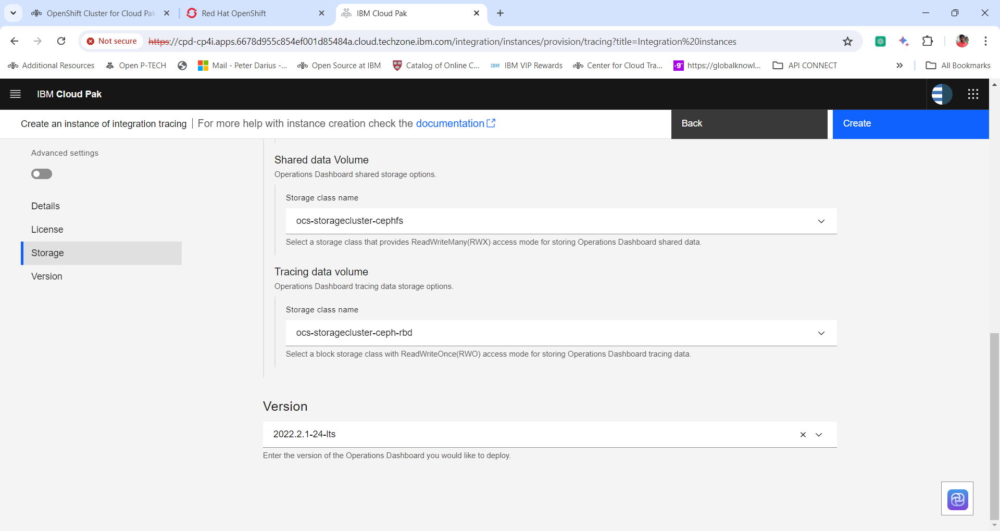 OpenShift Cluster for Cloud Pak
Red Hat OpenShift
IBM Cloud Pak
Not secure
https://cpd-cp4i.apps.6678d955c854ef001d85484a.cloud.techzone.ibm.com/integration/instances/provision/tracing?title=Integration%20instances
Additional Resources
Open P-TECH
Mail - Peter Darius -...
Open Source at IBM
Catalog of Online C...
IBM VIP Rewards
Center for Cloud Tra...
https://globalknowl...
API CONNECT
All Bookmarks
IBM Cloud Pak
Create an instance of integration tracing
For more help with instance creation check the documentation
Back
Create
Advanced settings
Details
License
Storage
Version
Shared data Volume
Operations Dashboard shared storage options.
Storage class name
ocs-storagecluster-cephfs
Select a storage class that provides ReadWriteMany(RWX) access mode for storing Operations Dashboard shared data.
Tracing data volume
Operations Dashboard tracing data storage options.
Storage class name
ocs-storagecluster-ceph-rbd
Select a block storage class with ReadWriteOnce(RWO) access mode for storing Operations Dashboard tracing data.
Version
2022.2.1-24-lts
Enter the version of the Operations Dashboard you would like to deploy.